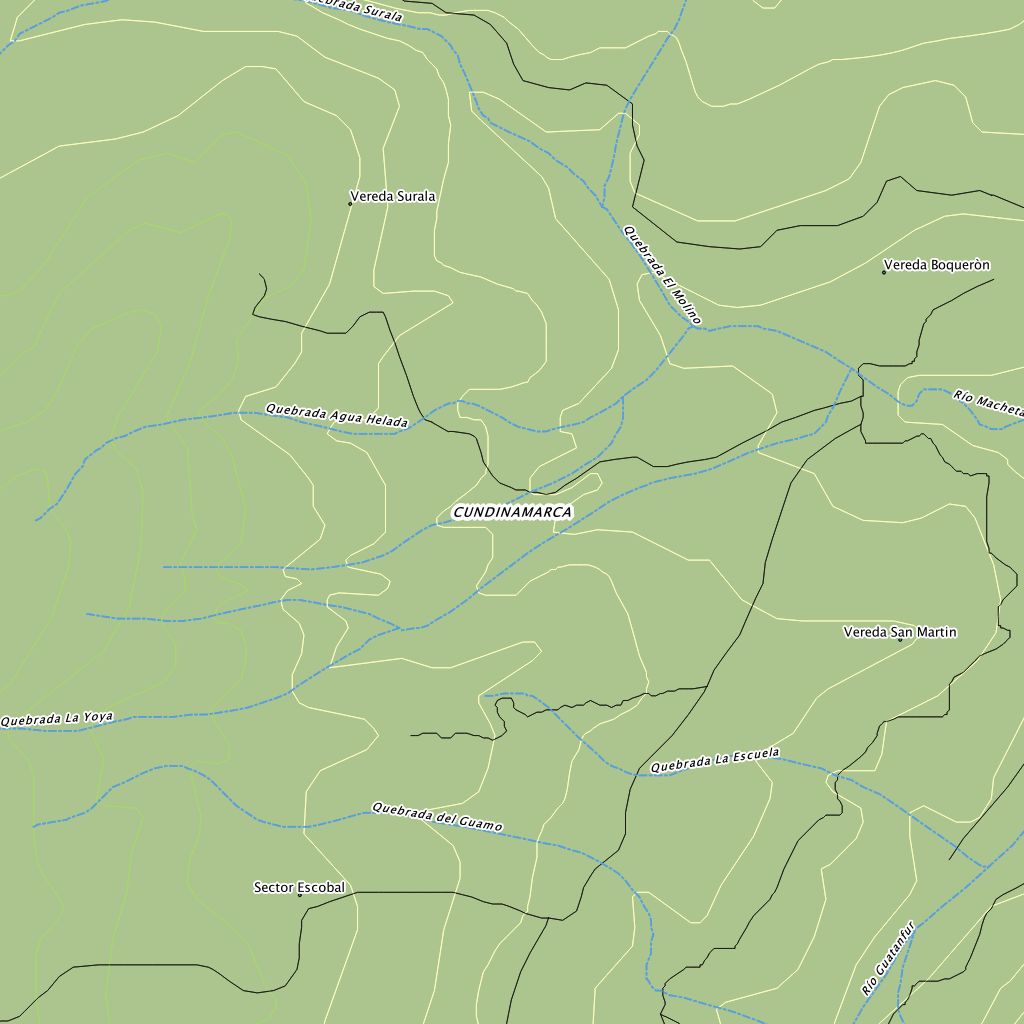 Quebrada Surala
Vereda Surala
Quebrada El Molino
Vereda Boqueròn
Río Macheta
Quebrada Agua Helada
CUNDINAMARCA
Vereda San Martin
Quebrada La Yoya
Quebrada La Escuela
Quebrada del Guamo
Sector Escobal
Río Guatanfur